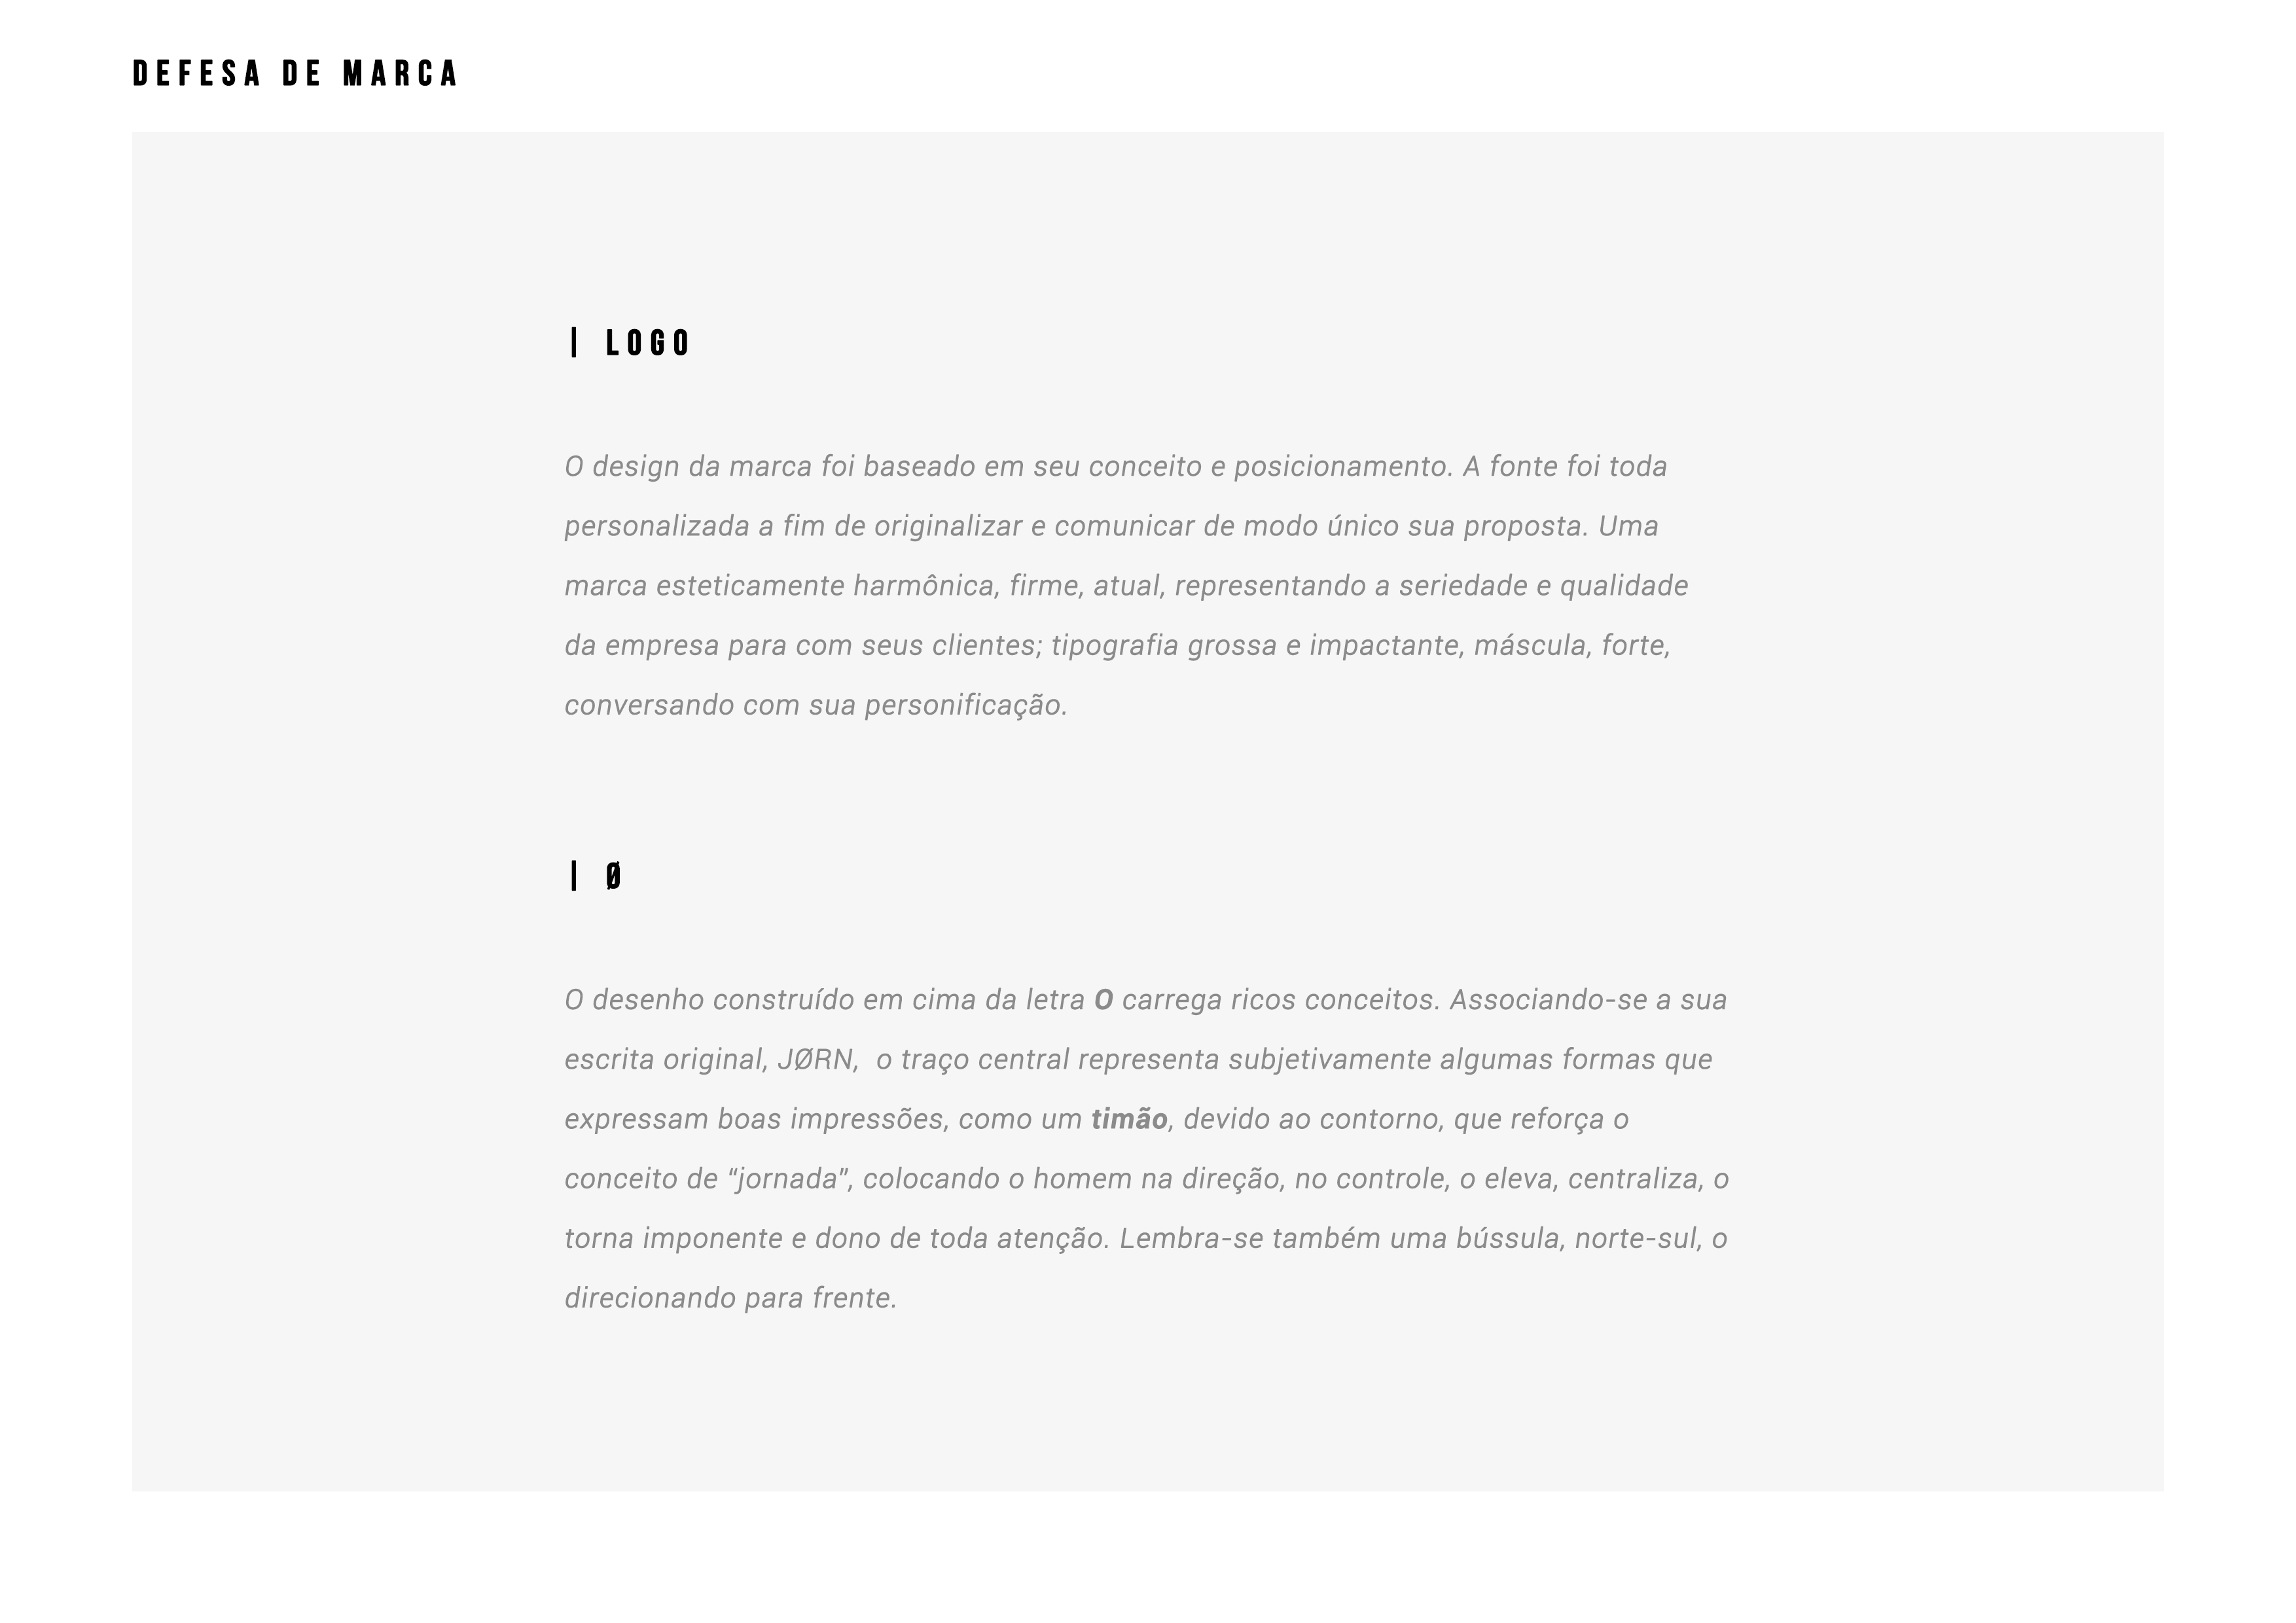 DEFESA DE MARCA
| LOGO
O design da marca foi baseado em seu conceito e posicionamento. A fonte foi toda
personalizada a fim de originalizar e comunicar de modo único sua proposta. Uma
marca esteticamente harmônica, firme, atual, representando a seriedade e qualidade
da empresa para com seus clientes; tipografia grossa e impactante, máscula, forte,
conversando com sua personificação.
| Ø
O desenho construído em cima da letra O carrega ricos conceitos. Associando-se a sua
escrita original, JØRN,  o traço central representa subjetivamente algumas formas que
expressam boas impressões, como um timão, devido ao contorno, que reforça o
conceito de “jornada”, colocando o homem na direção, no controle, o eleva, centraliza, o
torna imponente e dono de toda atenção. Lembra-se também uma bússula, norte-sul, o
direcionando para frente.